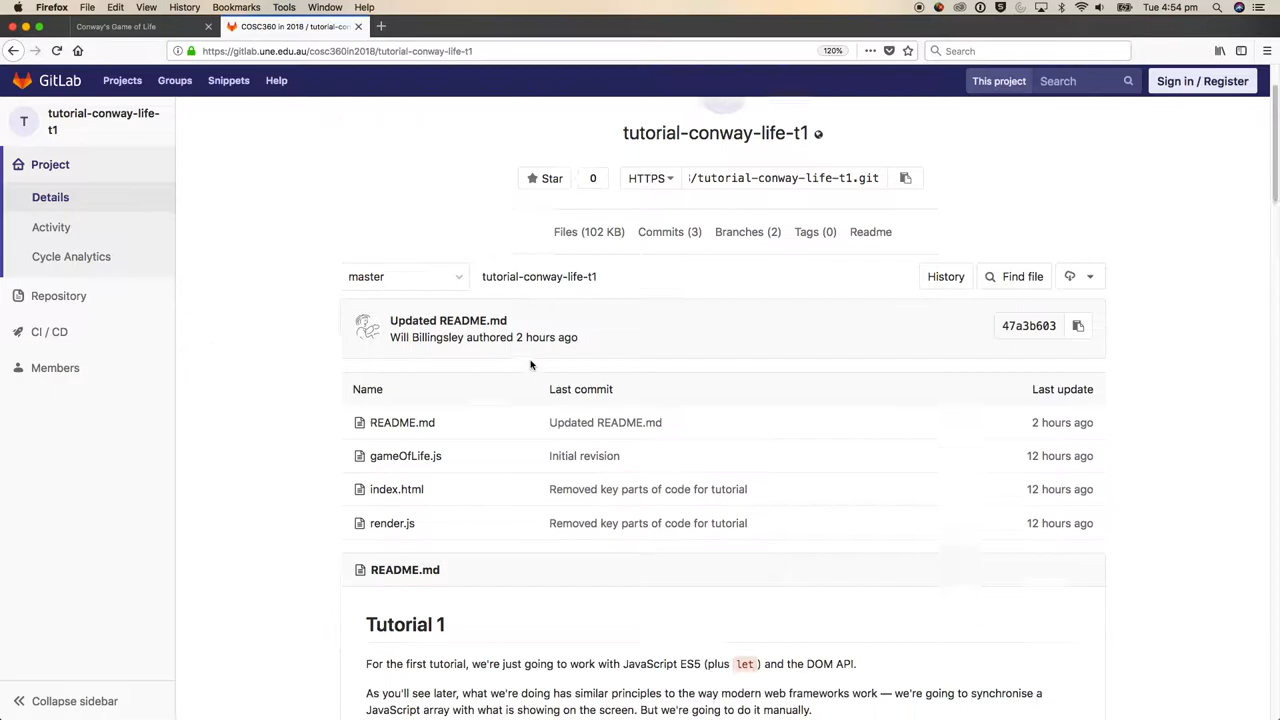 Firefox File Edit View History Bookmarks Tools Window Help
Tue 4:54 pm
Conway's Game of Life
COSC360 in 2018 / tutorial-con
https://gitlab.une.edu.au/cosc360in2018/tutorial-conway-life-t1
120%
Search
GitLab Projects Groups Snippets Help
This project Search
Sign in / Register
T
tutorial-conway-life-
t1
Project
Details
Activity
Cycle Analytics
Repository
CI / CD
Members
Collapse sidebar
tutorial-conway-life-t1
Star 0 HTTPS /tutorial-conway-life-t1.git
Files (102 KB) Commits (3) Branches (2) Tags (0) Readme
master tutorial-conway-life-t1 History Find file
Updated README.md
Will Billingsley authored 2 hours ago
47a3b603
Name Last commit Last update
README.md Updated README.md 2 hours ago
gameOfLife.js Initial revision 12 hours ago
index.html Removed key parts of code for tutorial 12 hours ago
render.js Removed key parts of code for tutorial 12 hours ago
README.md
Tutorial 1
For the first tutorial, we're just going to work with JavaScript ES5 (plus let) and the DOM API.
As you'll see later, what we're doing has similar principles to the way modern web frameworks work — we're going to synchronise a
JavaScript array with what is showing on the screen. But we're going to do it manually.